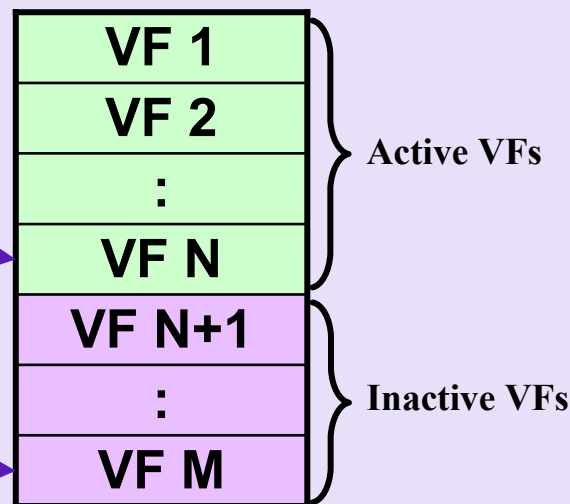 VF 1
VF 2
:
VF N
VF N+1
:
VF M
Active VFs
Inactive VFs